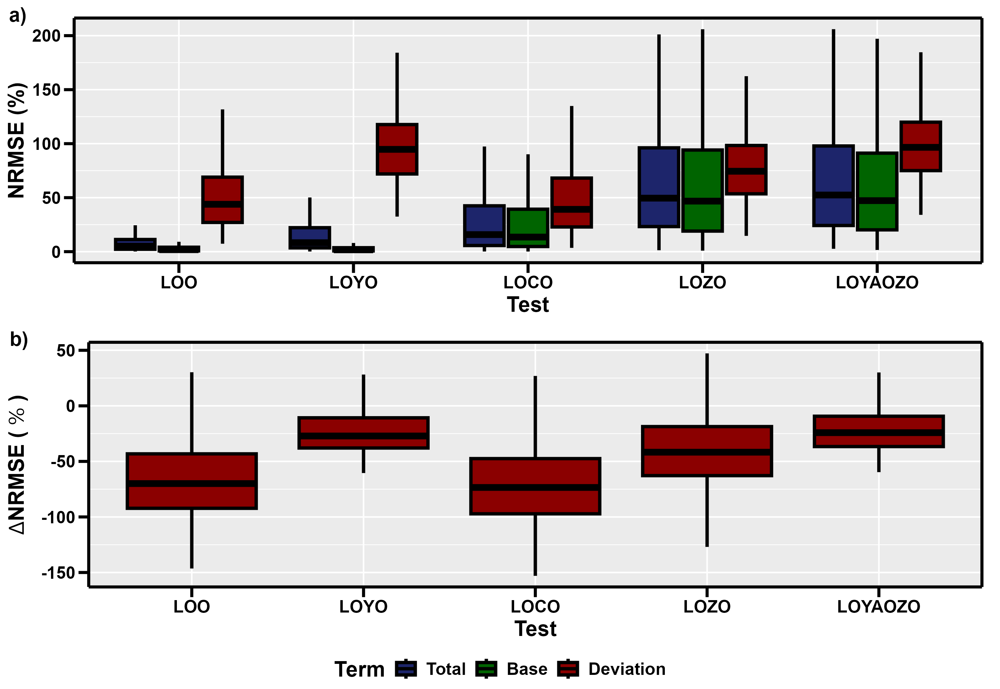 a)
NRMSE (%)
200
150
100
50
0
LOO LOYO LOCO LOZO LOYAOZO
Test
b)
ΔNRMSE ( % )
50
0
-50
-100
-150
LOO LOYO LOCO LOZO LOYAOZO
Test
Term Total Base Deviation